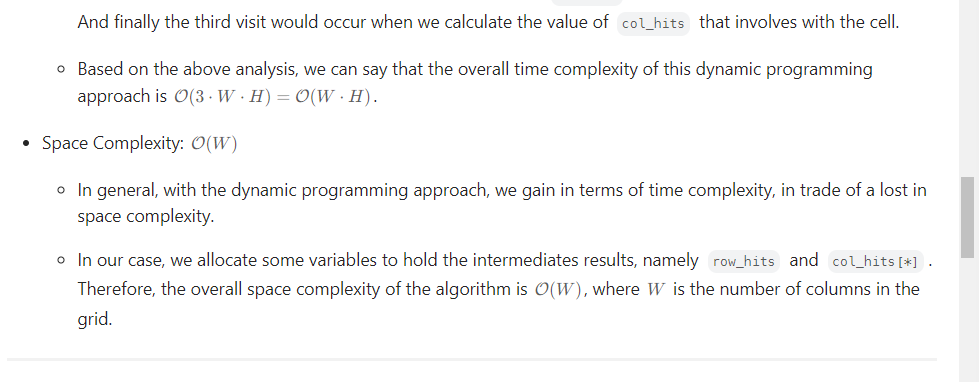 And finally the third visit would occur when we calculate the value of col_hits that involves with the cell.
Based on the above analysis, we can say that the overall time complexity of this dynamic programming
approach is O(3 · W · H) = O(W · H).
Space Complexity: O(W)
In general, with the dynamic programming approach, we gain in terms of time complexity, in trade of a lost in
space complexity.
In our case, we allocate some variables to hold the intermediates results, namely row_hits and col_hits[*] .
Therefore, the overall space complexity of the algorithm is O(W), where W is the number of columns in the
grid.